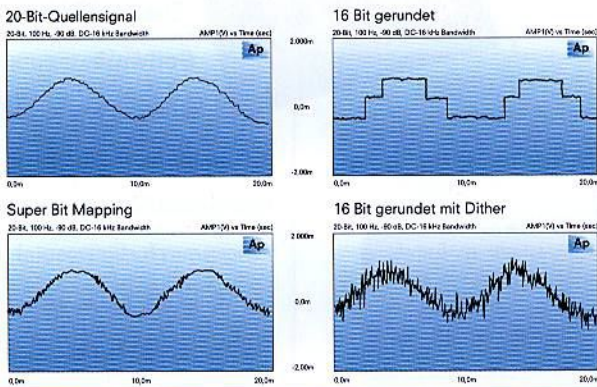 20-Bit-Quellensignal
20-Bit, 100 Hz, -90 dB, DC-16 kHz Bandwidth AMP1(V) vs Time (sec)
Ap
2.000m
0,0m
-2.00m
0,0m 10,0m 20,0m
16 Bit gerundet
20-Bit, 100 Hz, -90 dB, DC-16 kHz Bandwidth AMP1(V) vs Time (sec)
Ap
0,0m 10,0m 20,0m
Super Bit Mapping
20-Bit, 100 Hz, -90 dB, DC-16 kHz Bandwidth AMP1(V) vs Time (sec)
Ap
2.000m
0,0m
-2,00m
0,0m 10,0m 20,0m
16 Bit gerundet mit Dither
20-Bit, 100 Hz, -90 dB, DC-16 kHz Bandwidth AMP1(V) vs Time (sec)
Ap
0,0m 10,0m 20,0m